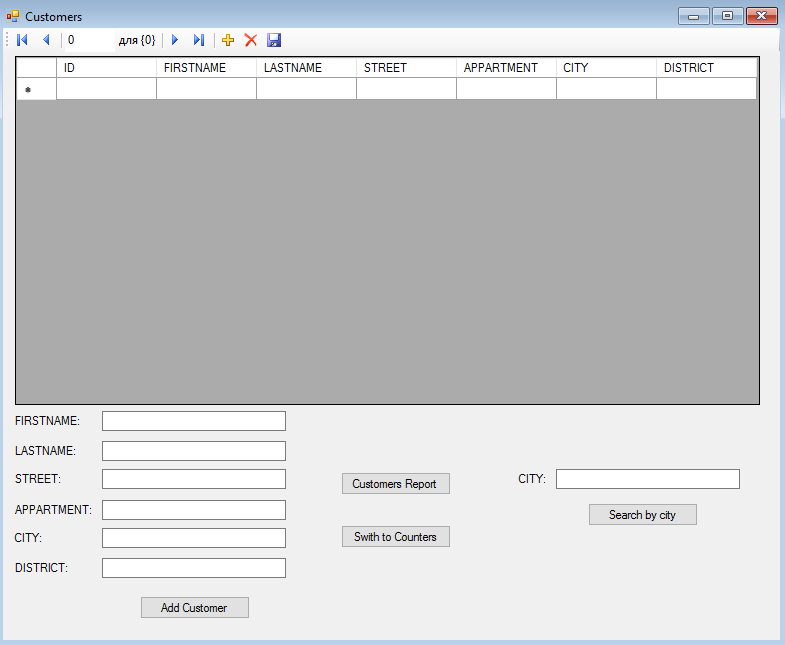 Customers
0 для {0}
ID FIRSTNAME LASTNAME STREET APPARTMENT CITY DISTRICT
FIRSTNAME:
LASTNAME:
STREET:
APPARTMENT:
CITY:
DISTRICT:
Add Customer
Customers Report
Swith to Counters
CITY:
Search by city